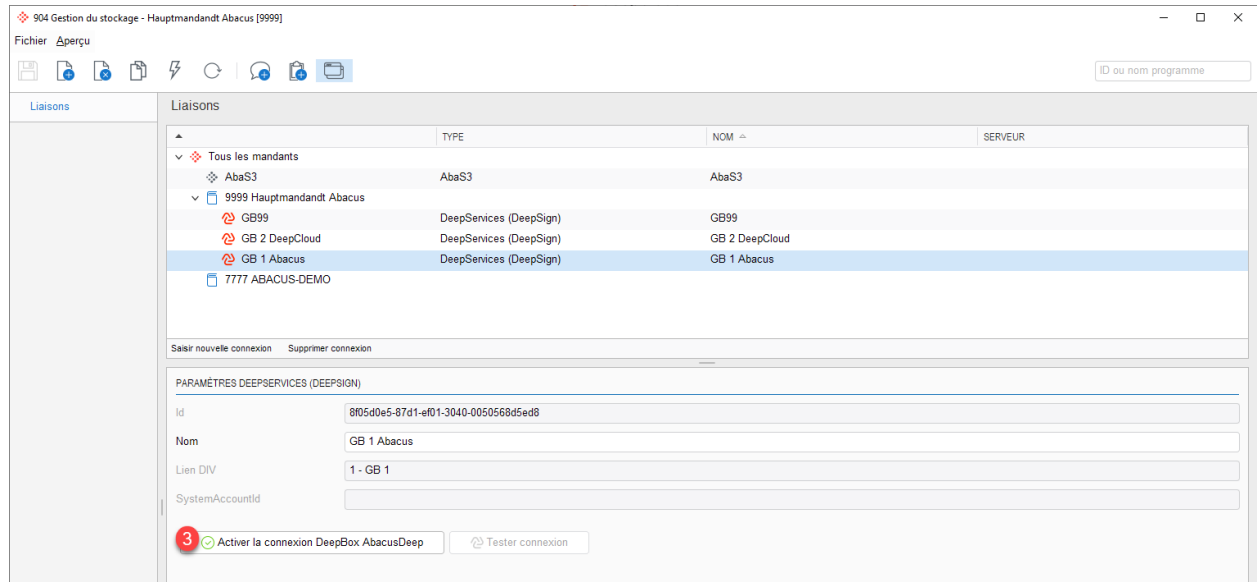 904 Gestion du stockage - Hauptmandandt Abacus [9999]
Fichier Aperçu
ID ou nom programme
Liaisons
Liaisons
TYPE NOM SERVEUR
Tous les mandants
AbaS3 AbaS3 AbaS3
9999 Hauptmandandt Abacus
GB99 DeepServices (DeepSign) GB99
GB 2 DeepCloud DeepServices (DeepSign) GB 2 DeepCloud
GB 1 Abacus DeepServices (DeepSign) GB 1 Abacus
7777 ABACUS-DEMO
Saisir nouvelle connexion Supprimer connexion
PARAMÈTRES DEEPSERVICES (DEEPSIGN)
Id 8f05d0e5-87d1-ef01-3040-0050568d5ed8
Nom GB 1 Abacus
Lien DIV 1 - GB 1
SystemAccountId
3 Activer la connexion DeepBox AbacusDeep Tester connexion